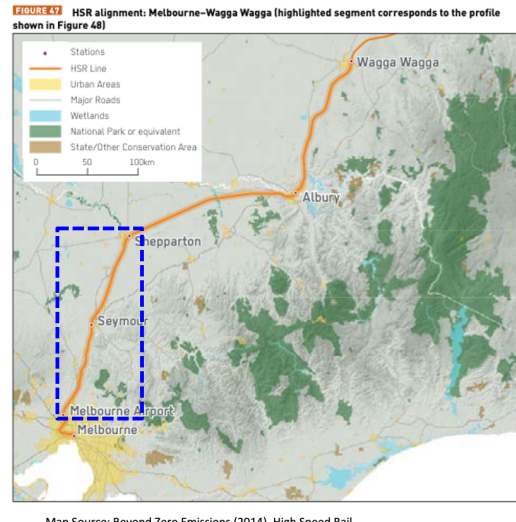 FIGURE 47 HSR alignment: Melbourne–Wagga Wagga (highlighted segment corresponds to the profile
shown in Figure 48)
Stations
HSR Line
Urban Areas
Major Roads
Wetlands
National Park or equivalent
State/Other Conservation Area
0 50 100km
Wagga Wagga
Albury
Shepparton
Seymour
Melbourne Airport
Melbourne
Map Source: Beyond Zero Emissions (2014), High Speed Rail